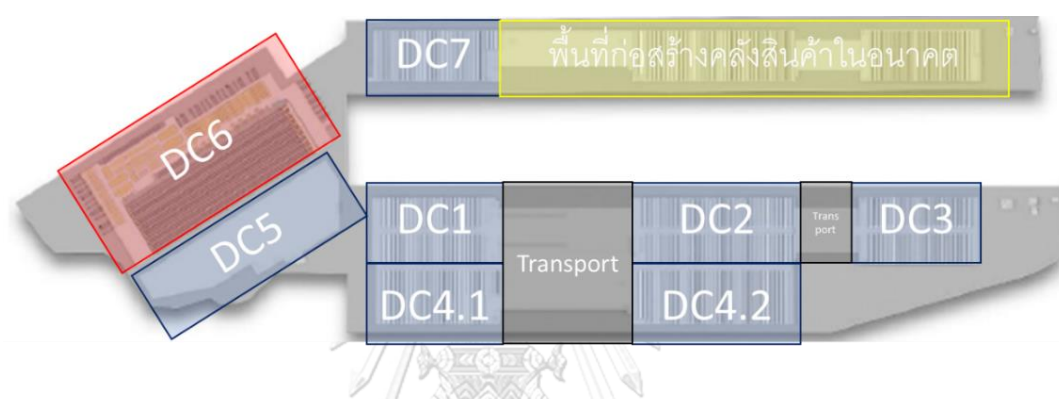 DC7
พื้นที่ก่อสร้างคลังสินค้าในอนาคต
DC6
DC5
DC1
DC2
Trans
port
DC3
Transport
DC4.1
DC4.2